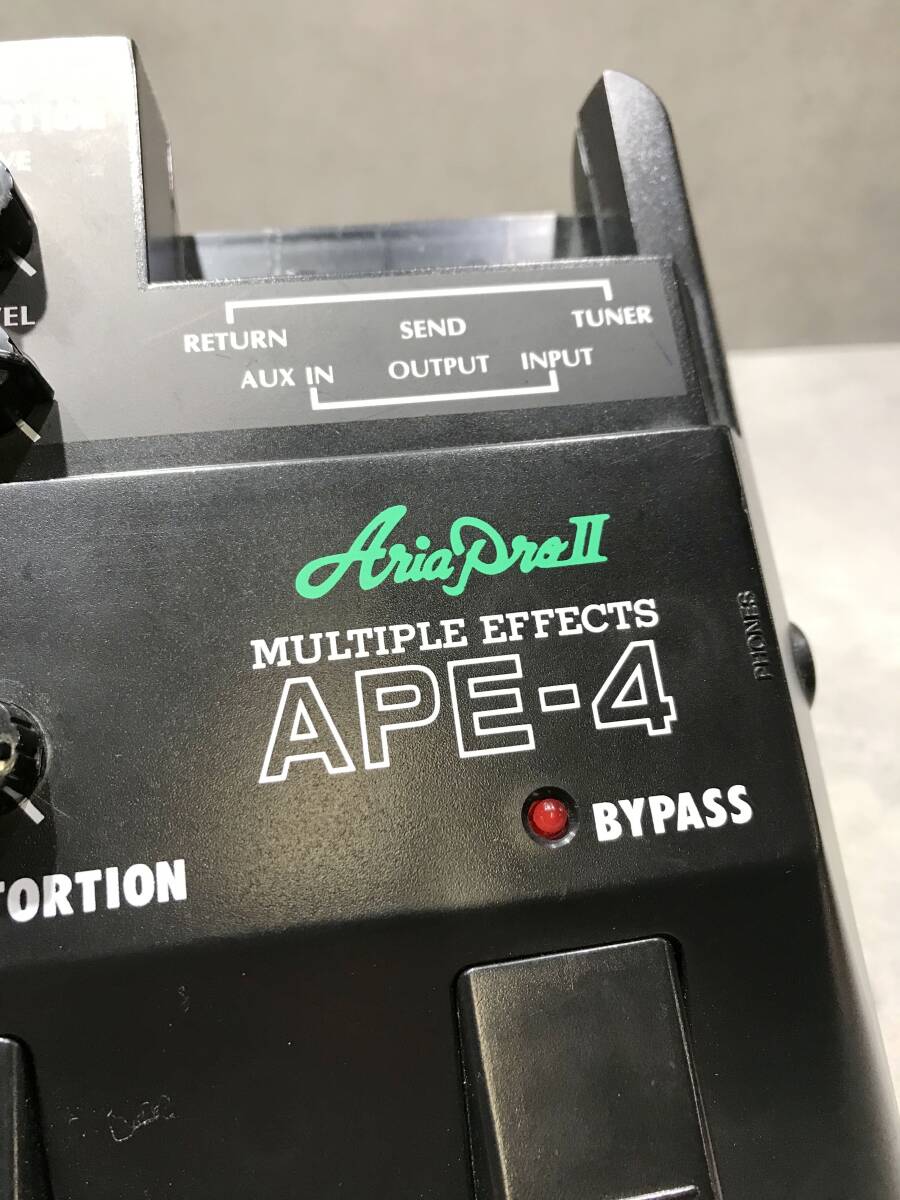 RETURN SEND TUNER
AUX IN OUTPUT INPUT
Aria Pro II
MULTIPLE EFFECTS
APE-4
PHONES
BYPASS
TORTION